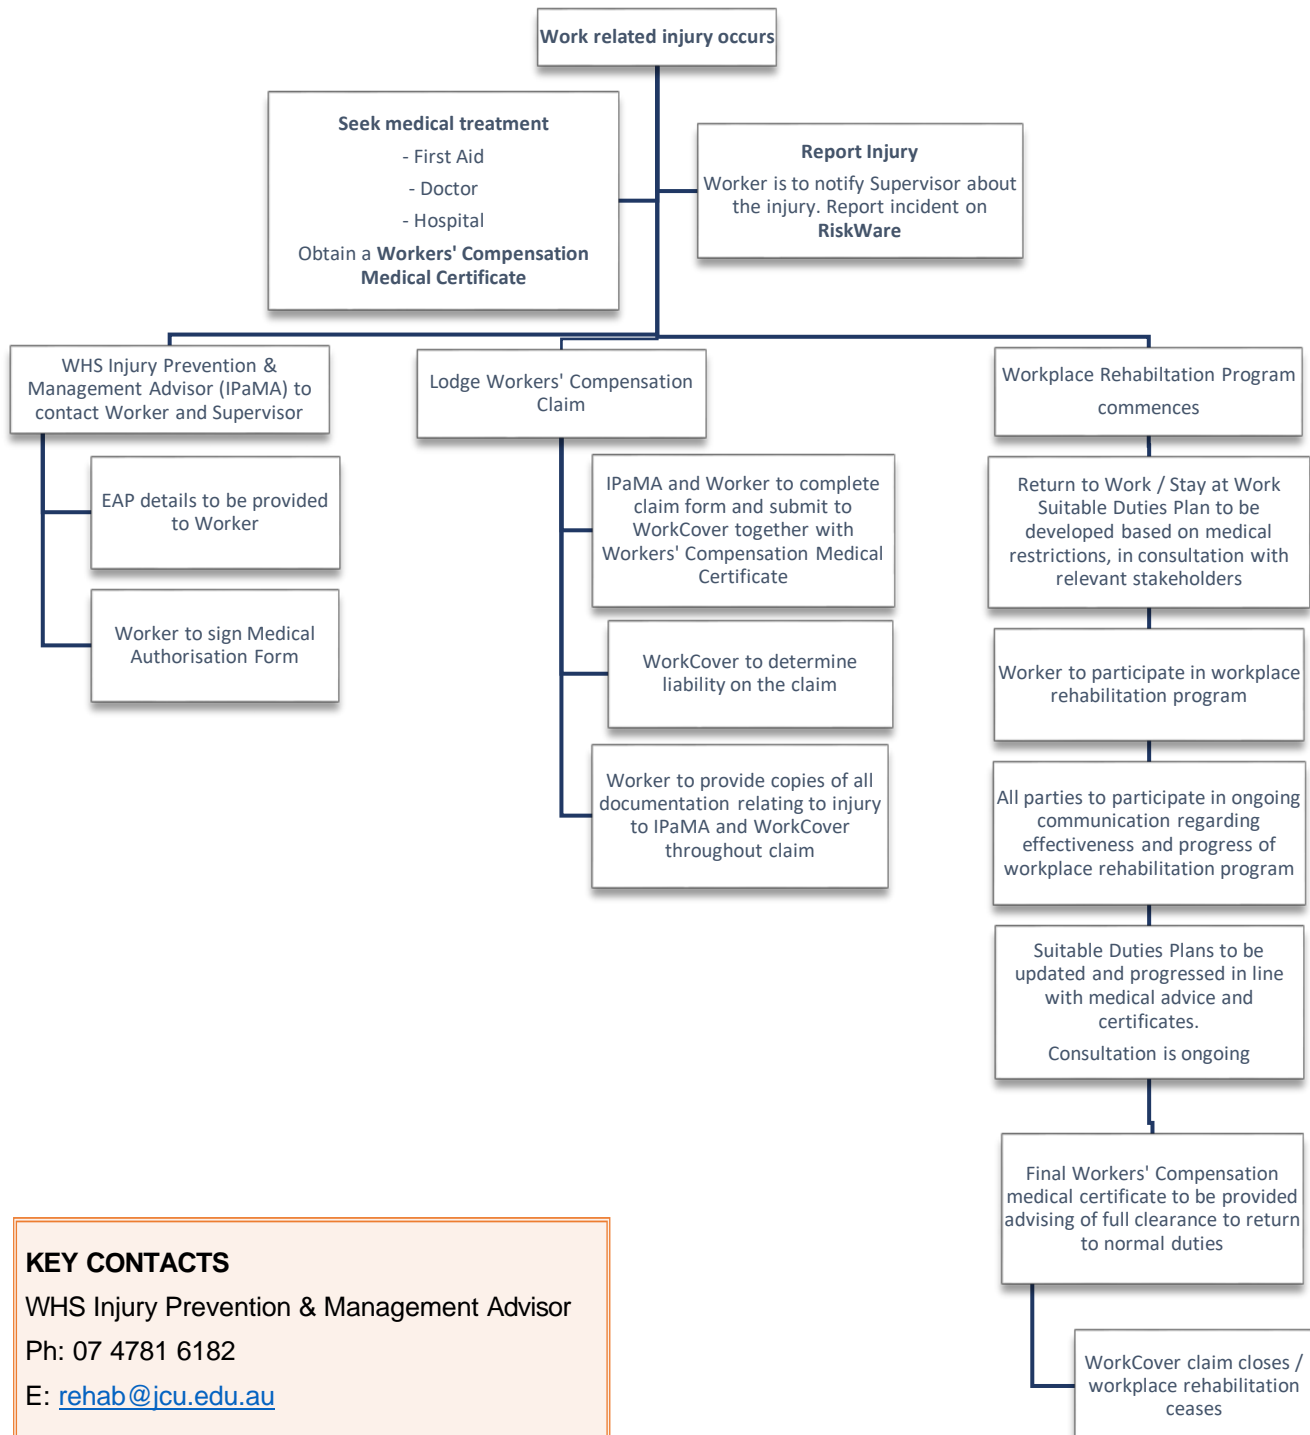 Work related injury occurs
Seek medical treatment
- First Aid
- Doctor
- Hospital
Obtain a Workers' Compensation
Medical Certificate
Report Injury
Worker is to notify Supervisor about
the injury. Report incident on
RiskWare
WHS Injury Prevention &
Management Advisor (IPaMA) to
contact Worker and Supervisor
EAP details to be provided
to Worker
Worker to sign Medical
Authorisation Form
Lodge Workers' Compensation
Claim
IPaMA and Worker to complete
claim form and submit to
WorkCover together with
Workers' Compensation Medical
Certificate
WorkCover to determine
liability on the claim
Worker to provide copies of all
documentation relating to injury
to IPaMA and WorkCover
throughout claim
Workplace Rehabiltation Program
commences
Return to Work / Stay at Work
Suitable Duties Plan to be
developed based on medical
restrictions, in consultation with
relevant stakeholders
Worker to participate in workplace
rehabilitation program
All parties to participate in ongoing
communication regarding
effectiveness and progress of
workplace rehabilitation program
Suitable Duties Plans to be
updated and progressed in line
with medical advice and
certificates.
Consultation is ongoing
Final Workers' Compensation
medical certificate to be provided
advising of full clearance to return
to normal duties
WorkCover claim closes /
workplace rehabilitation
ceases
KEY CONTACTS
WHS Injury Prevention & Management Advisor
Ph: 07 4781 6182
E: rehab@jcu.edu.au